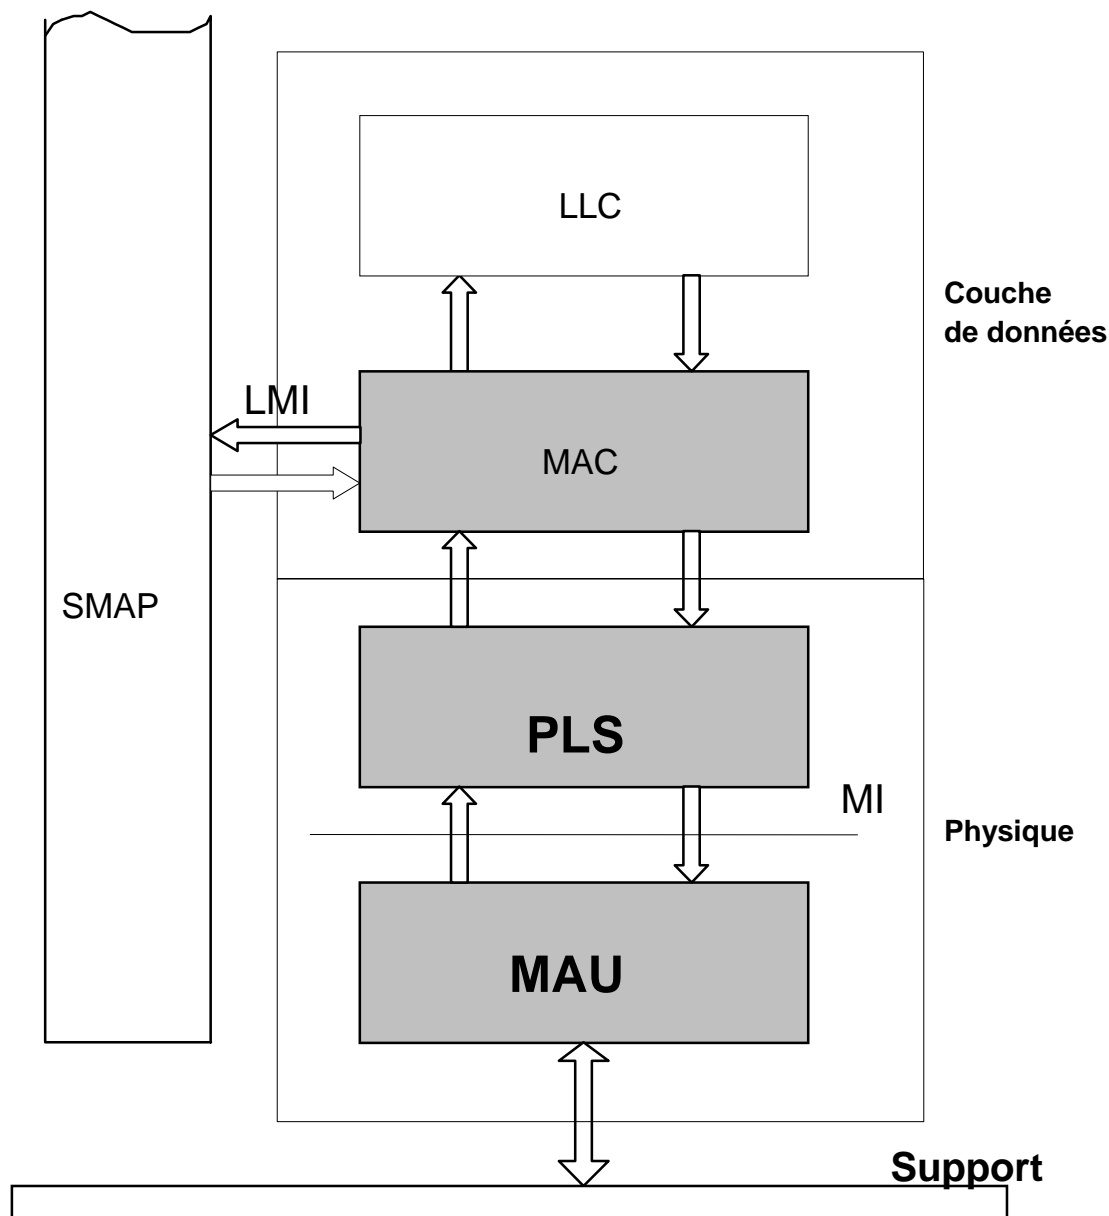 LLC
Couche
de données
LMI
MAC
SMAP
PLS
MI
Physique
MAU
Support